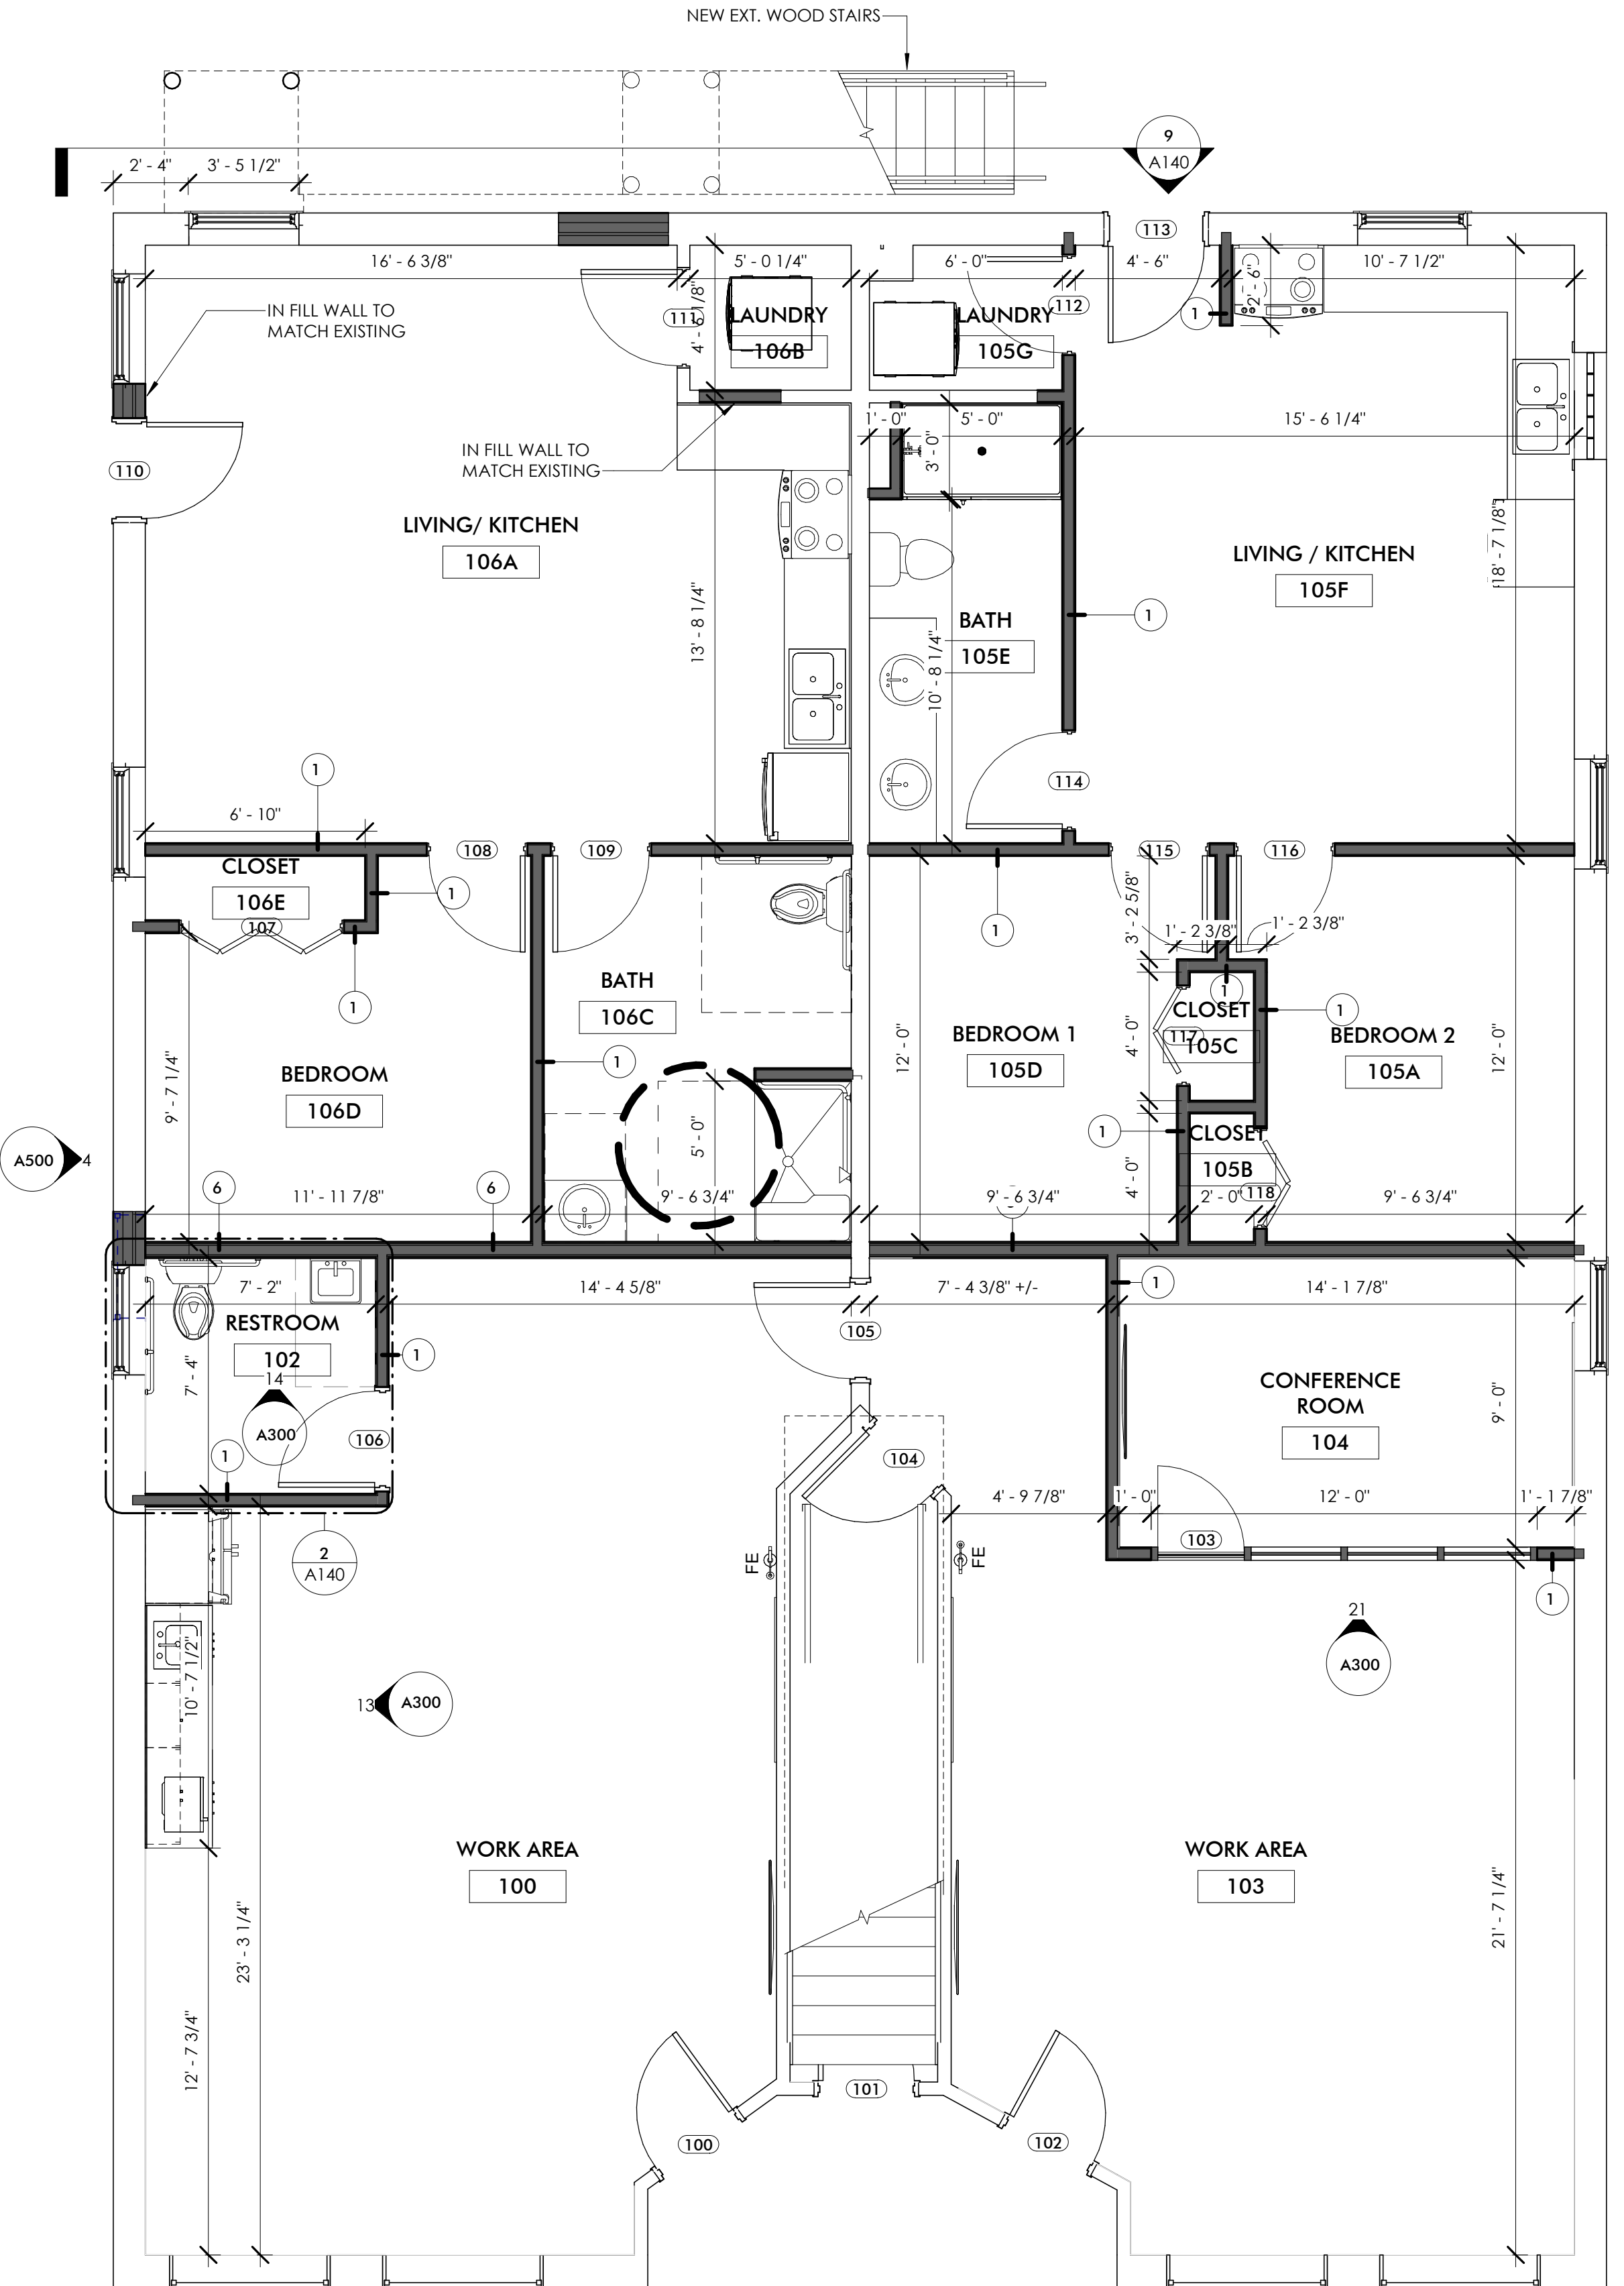 NEW EXT. WOOD STAIRS
9
A140
2' - 4"
3' - 5 1/2"
113
16' - 6 3/8"
5' - 0 1/4"
6' - 0"
4' - 6"
10' - 7 1/2"
2' - 6"
IN FILL WALL TO
MATCH EXISTING
111
4' - 6 1/8"
LAUNDRY
106B
LAUNDRY
105G
112
1
1' - 0"
5' - 0"
15' - 6 1/4"
3' - 0"
110
IN FILL WALL TO
MATCH EXISTING
LIVING/ KITCHEN
106A
LIVING / KITCHEN
105F
18' - 7 1/8"
13' - 8 1/4"
1
BATH
105E
10' - 8 1/4"
114
1
6' - 10"
108
109
115
116
CLOSET
106E
107
1
1
1
3' - 2 5/8"
1' - 2 3/8"
1' - 2 3/8"
BATH
106C
1
CLOSET
105C
117
4' - 0"
1
BEDROOM 1
105D
12' - 0"
BEDROOM 2
105A
12' - 0"
BEDROOM
106D
9' - 7 1/4"
1
5' - 0"
1
CLOSET
105B
118
4' - 0"
A500
4
6
6
11' - 11 7/8"
9' - 6 3/4"
9' - 6 3/4"
2' - 0"
9' - 6 3/4"
7' - 2"
14' - 4 5/8"
7' - 4 3/8" +/-
1
14' - 1 7/8"
RESTROOM
102
7' - 4"
1
105
14
A300
106
1
CONFERENCE
ROOM
104
9' - 0"
104
4' - 9 7/8"
1' - 0"
12' - 0"
1' - 1 7/8"
103
2
A140
FE
FE
1
21
A300
10' - 7 1/2"
13
A300
WORK AREA
100
WORK AREA
103
23' - 3 1/4"
21' - 7 1/4"
12' - 7 3/4"
101
100
102